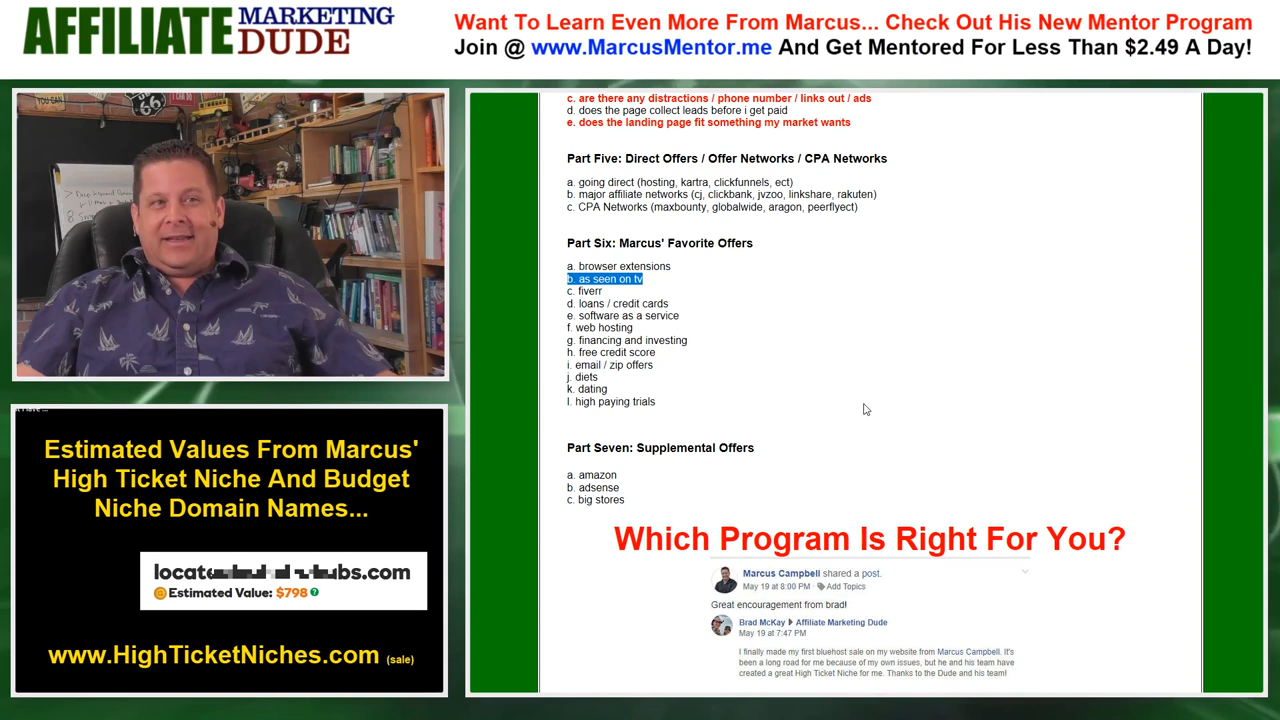 AFFILIATE MARKETING DUDE
Want To Learn Even More From Marcus... Check Out His New Mentor Program
Join @ www.MarcusMentor.me And Get Mentored For Less Than $2.49 A Day!
YOU CAN
66
I CAN DO
c. are there any distractions / phone number / links out / ads
d. does the page collect leads before i get paid
e. does the landing page fit something my market wants
Part Five: Direct Offers / Offer Networks / CPA Networks
a. going direct (hosting, kartra, clickfunnels, ect)
b. major affiliate networks (cj, clickbank, jvzoo, linkshare, rakuten)
c. CPA Networks (maxbounty, globalwide, aragon, peerflyect)
Part Six: Marcus' Favorite Offers
a. browser extensions
b. as seen on tv
c. fiverr
d. loans / credit cards
e. software as a service
f. web hosting
g. financing and investing
h. free credit score
i. email / zip offers
j. diets
k. dating
l. high paying trials
Part Seven: Supplemental Offers
a. amazon
b. adsense
c. big stores
Which Program Is Right For You?
Marcus Campbell shared a post.
May 19 at 8:00 PM · Add Topics
Great encouragement from brad!
Brad McKay Affiliate Marketing Dude
May 19 at 7:47 PM
I finally made my first bluehost sale on my website from Marcus Campbell. It's
been a long road for me because of my own issues, but he and his team have
created a great High Ticket Niche for me. Thanks to the Dude and his team!
Estimated Values From Marcus'
High Ticket Niche And Budget
Niche Domain Names...
Estimated Value: $798
www.HighTicketNiches.com (sale)